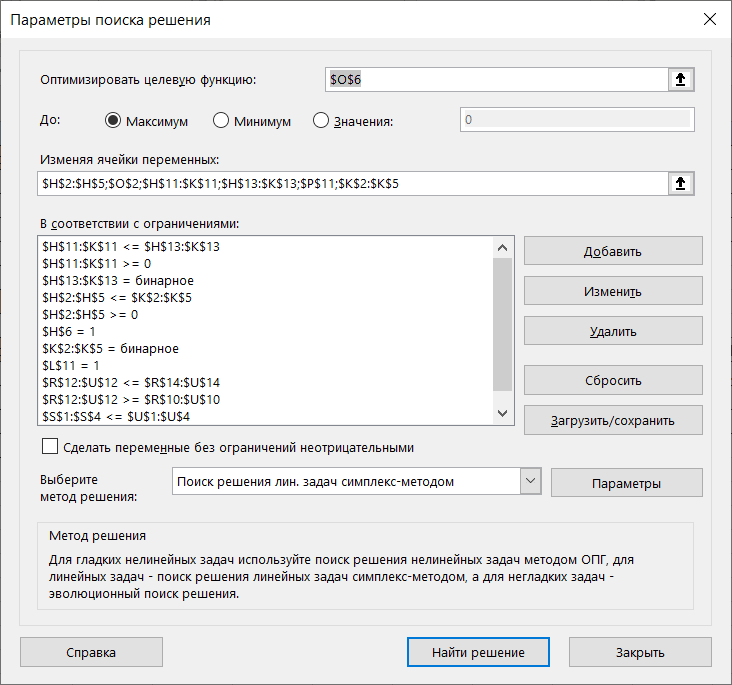 Параметры поиска решения
Оптимизировать целевую функцию:
$O$6
До:
Максимум
Минимум
Значения:
0
Изменяя ячейки переменных:
$H$2:$H$5;$O$2;$H$11:$K$11;$H$13:$K$13;$P$11;$K$2:$K$5
В соответствии с ограничениями:
$H$11:$K$11 <= $H$13:$K$13
$H$11:$K$11 >= 0
$H$13:$K$13 = бинарное
$H$2:$H$5 <= $K$2:$K$5
$H$2:$H$5 >= 0
$H$6 = 1
$K$2:$K$5 = бинарное
$L$11 = 1
$R$12:$U$12 <= $R$14:$U$14
$R$12:$U$12 >= $R$10:$U$10
$S$1:$S$4 <= $U$1:$U$4
Добавить
Изменить
Удалить
Сбросить
Загрузить/сохранить
Сделать переменные без ограничений неотрицательными
Выберите
метод решения:
Поиск решения лин. задач симплекс-методом
Параметры
Метод решения
Для гладких нелинейных задач используйте поиск решения нелинейных задач методом ОПГ, для
линейных задач - поиск решения линейных задач симплекс-методом, а для негладких задач -
эволюционный поиск решения.
Справка
Найти решение
Закрыть